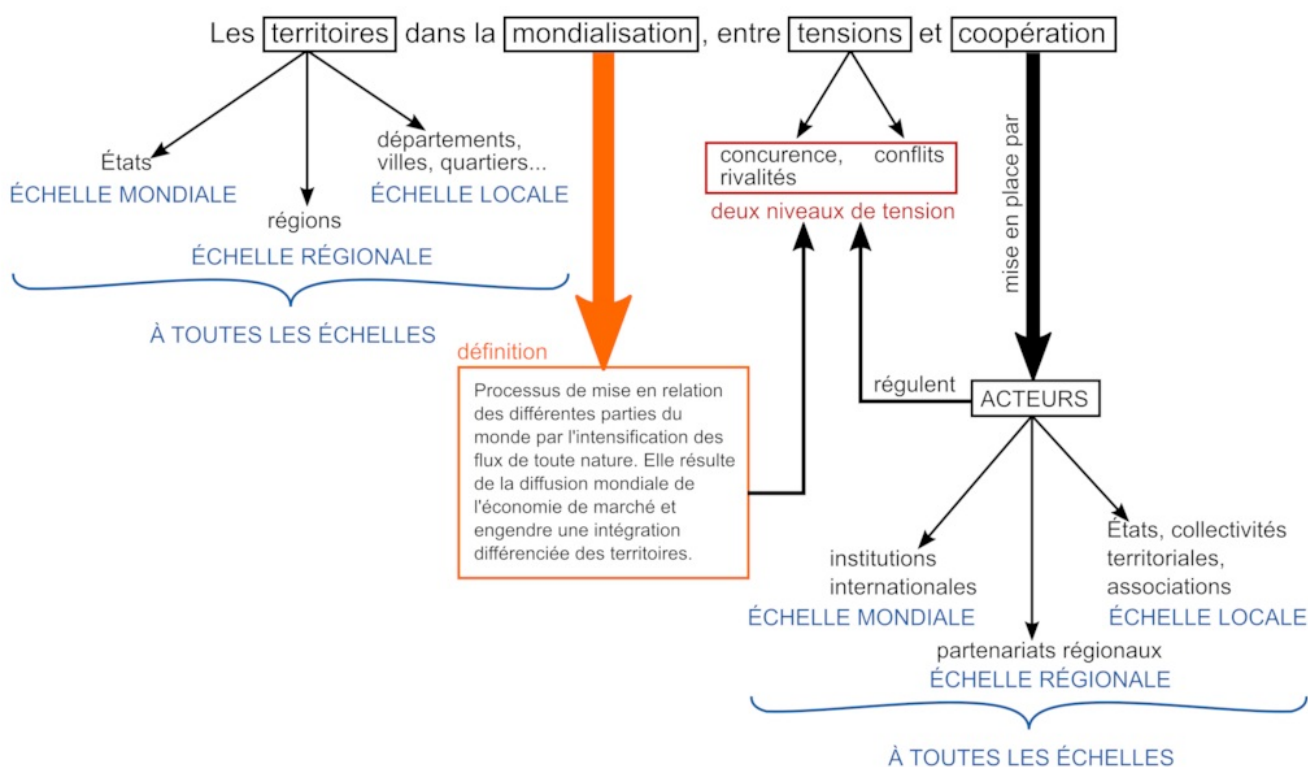 Les territoires dans la mondialisation, entre tensions et coopération
États
ÉCHELLE MONDIALE
régions
ÉCHELLE RÉGIONALE
départements,
villes, quartiers...
ÉCHELLE LOCALE
À TOUTES LES ÉCHELLES
définition
Processus de mise en relation
des différentes parties du
monde par l'intensification des
flux de toute nature. Elle résulte
de la diffusion mondiale de
l'économie de marché et
engendre une intégration
différenciée des territoires.
concurence,
rivalités
conflits
deux niveaux de tension
mise en place par
régulent
ACTEURS
institutions
internationales
ÉCHELLE MONDIALE
partenariats régionaux
ÉCHELLE RÉGIONALE
États, collectivités
territoriales,
associations
ÉCHELLE LOCALE
À TOUTES LES ÉCHELLES